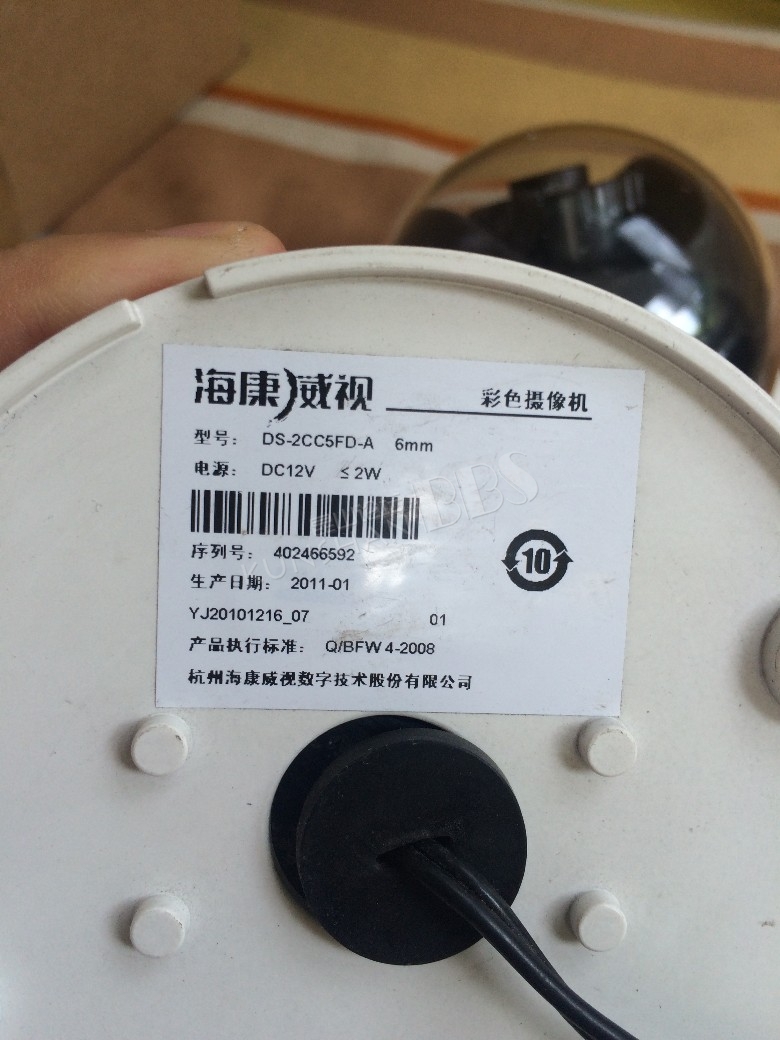 海康威视 彩色摄像机
型号： DS-2CC5FD-A 6mm
电源： DC12V ≤2W
序列号： 402466592
10
生产日期： 2011-01
YJ20101216_07 01
产品执行标准： Q/BFW 4-2008
杭州海康威视数字技术股份有限公司
BBS